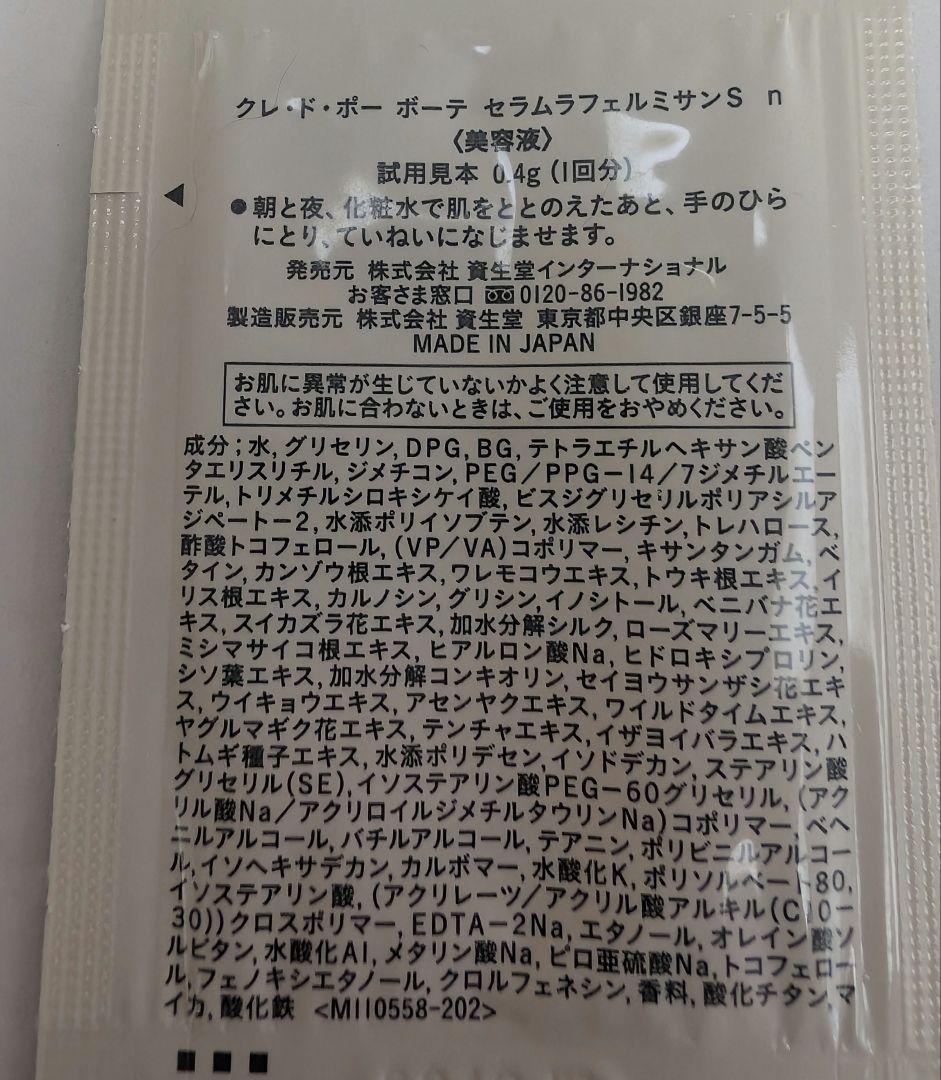 クレ・ド・ポー ボーテ セラムラフェルミサンS n
〈美容液〉
試用見本 0.4g (1回分)
●朝と夜、化粧水で肌をととのえたあと、手のひら
にとり、ていねいになじませます。
発売元 株式会社 資生堂インターナショナル
お客さま窓口 0120-86-1982
製造販売元 株式会社 資生堂 東京都中央区銀座7-5-5
MADE IN JAPAN
お肌に異常が生じていないかよく注意して使用してくだ
さい。お肌に合わないときは、ご使用をおやめください。
成分;水, グリセリン, DPG, BG, テトラエチルヘキサン酸ペン
タエリスリチル, ジメチコン, PEG/PPG-14/7ジメチルエー
テル, トリメチルシロキシケイ酸, ビスジグリセリルポリアシルア
ジペート-2, 水添ポリイソブテン, 水添レシチン, トレハロース,
酢酸トコフェロール, (VP/VA)コポリマー, キサンタンガム, ベ
タイン, カンゾウ根エキス, ワレモコウエキス, トウキ根エキス, イ
リス根エキス, カルノシン, グリシン, イノシトール, ベニバナ花エ
キス, スイカズラ花エキス, 加水分解シルク, ローズマリーエキス,
ミシマサイコ根エキス, ヒアルロン酸Na, ヒドロキシプロリン,
シソ葉エキス, 加水分解コンキオリン, セイヨウサンザシ花エキ
ス, ウイキョウエキス, アセンヤクエキス, ワイルドタイムエキス,
ヤグルマギク花エキス, テンチャエキス, イザヨイバラエキス, ハ
トムギ種子エキス, 水添ポリデセン, イソドデカン, ステアリン酸
グリセリル(SE), イソステアリン酸PEG-60グリセリル, (アク
リル酸Na/アクリロイルジメチルタウリンNa)コポリマー, ベヘ
ニルアルコール, バチルアルコール, テアニン, ポリビニルアルコー
ル, イソヘキサデカン, カルボマー, 水酸化K, ポリソルベート80,
イソステアリン酸, (アクリレーツ/アクリル酸アルキル(C10-
30))クロスポリマー, EDTA-2Na, エタノール, オレイン酸ソ
ルビタン, 水酸化Al, メタリン酸Na, ピロ亜硫酸Na, トコフェロー
ル, フェノキシエタノール, クロルフェネシン, 香料, 酸化チタン, マ
イカ, 酸化鉄 <M110558-202>